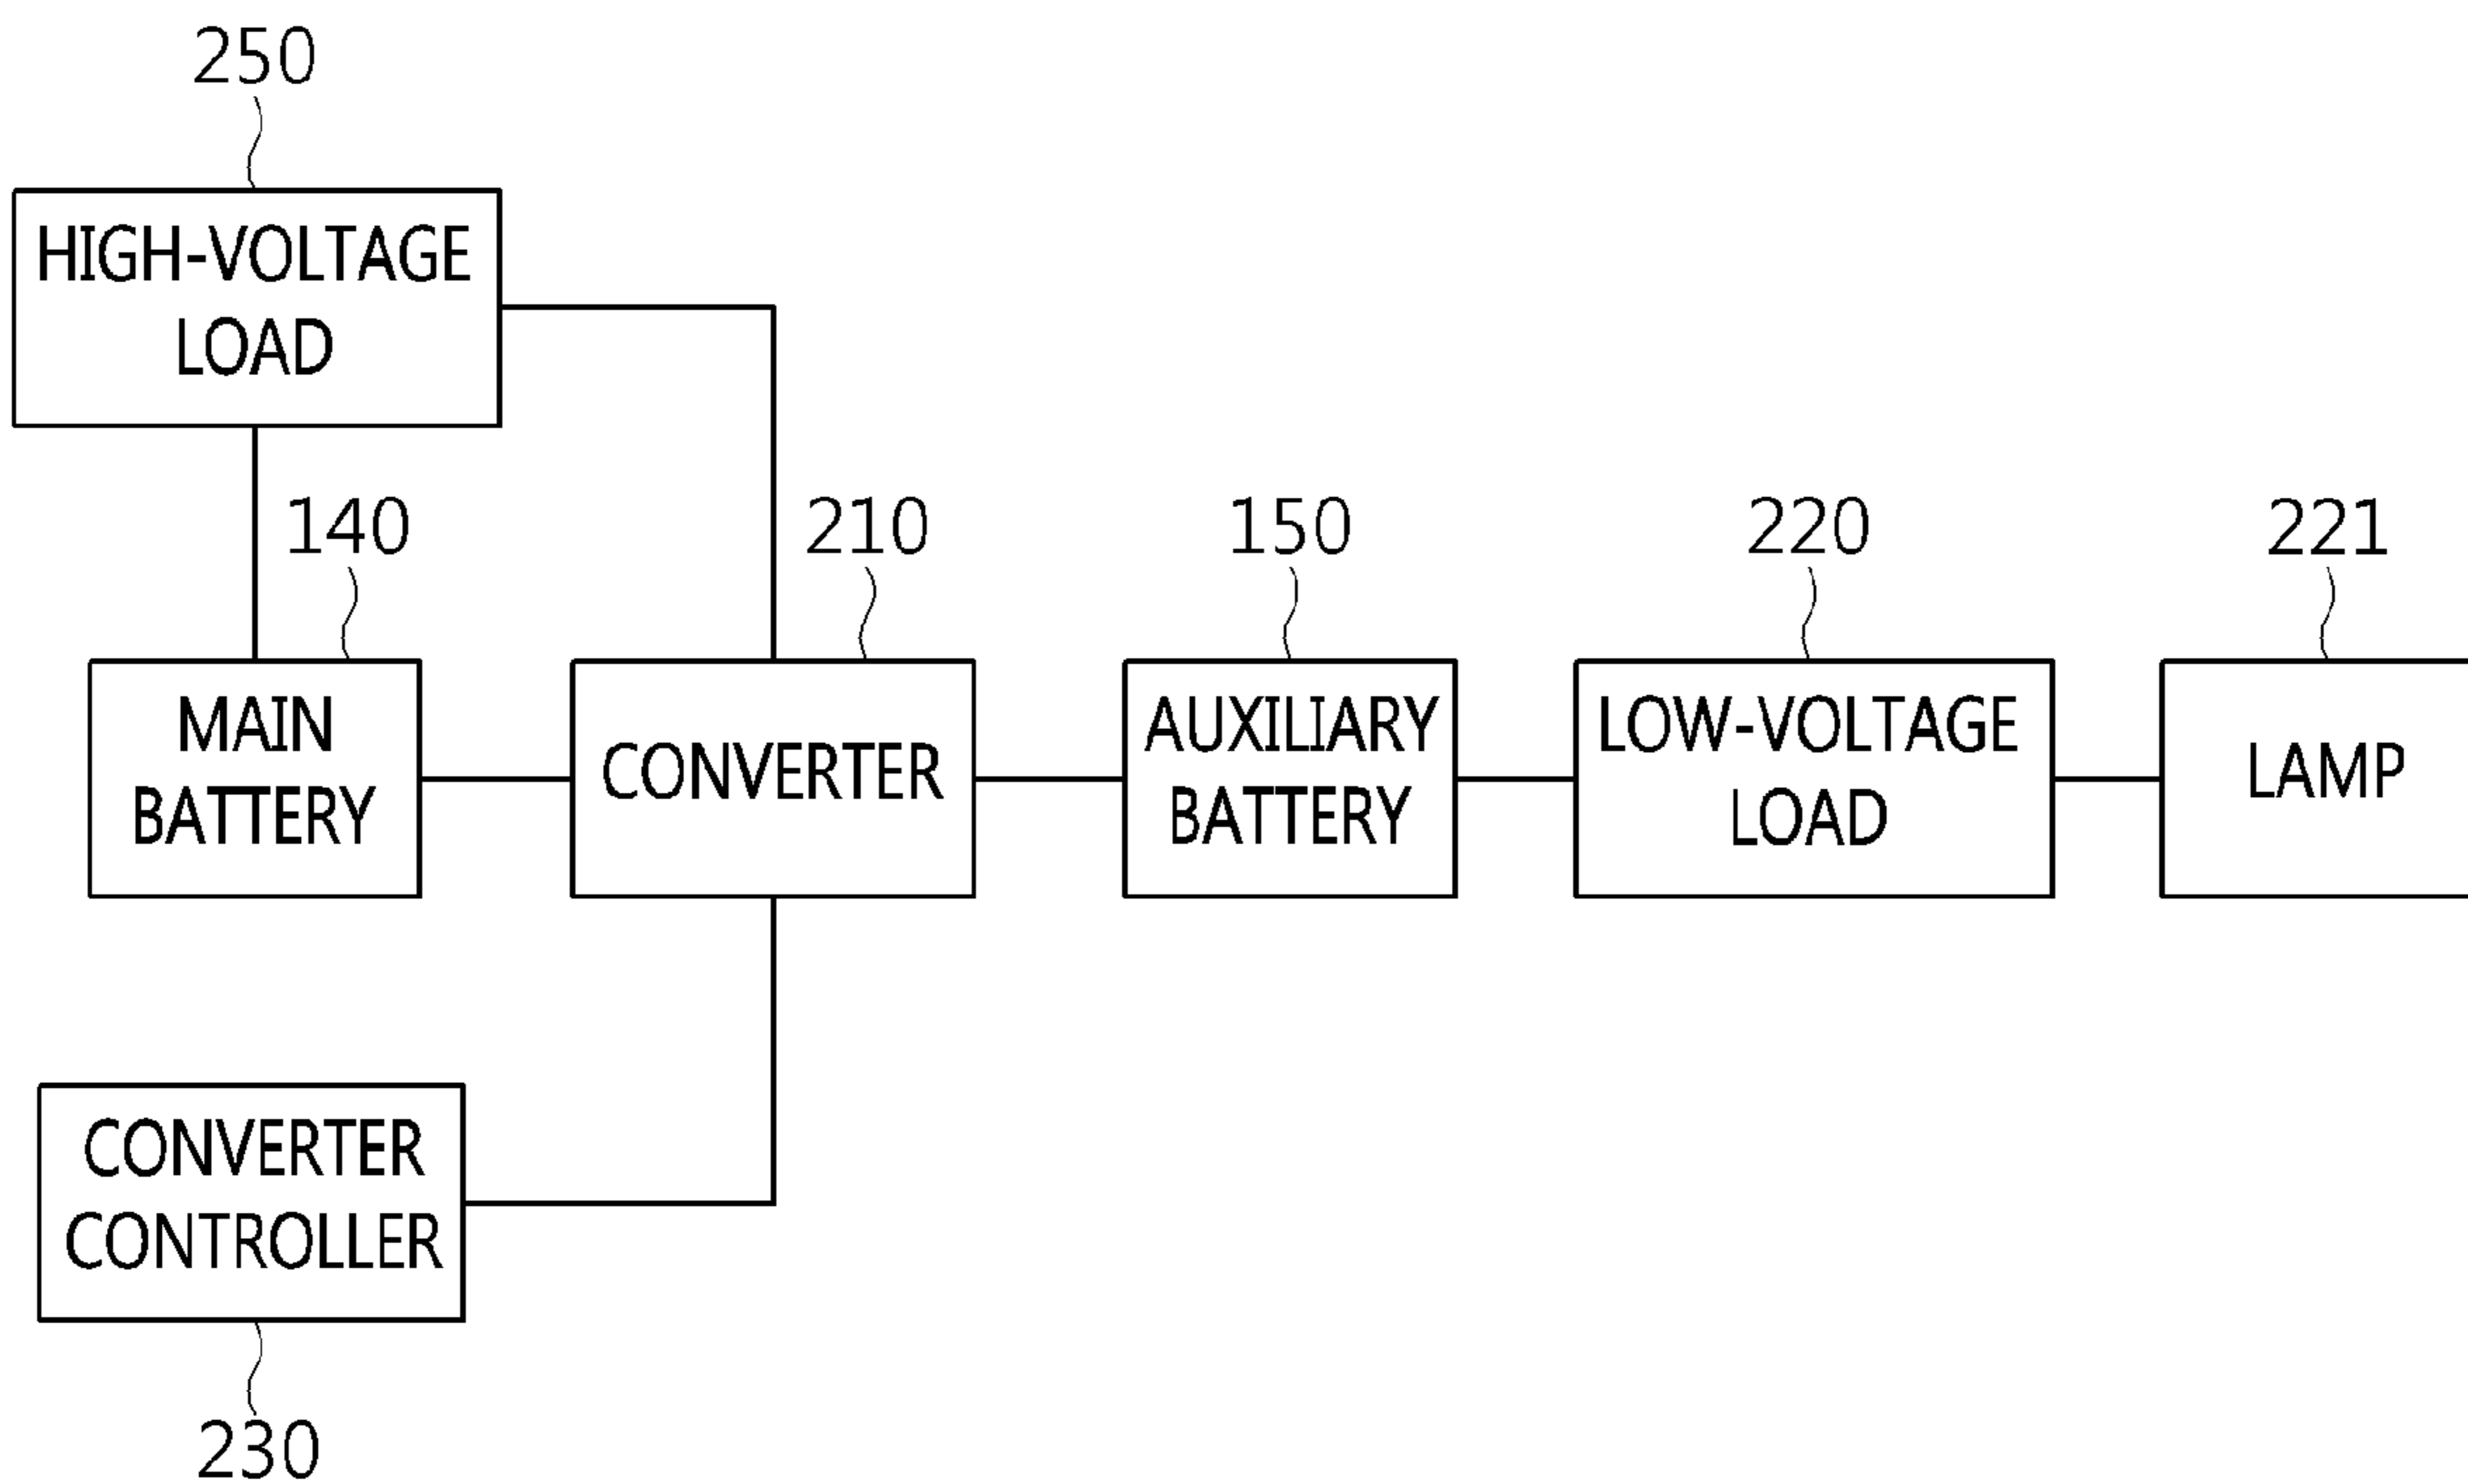 250
HIGH-VOLTAGE
LOAD
140
210
150
220
221
MAIN
BATTERY
CONVERTER
AUXILIARY
BATTERY
LOW-VOLTAGE
LOAD
LAMP
CONVERTER
CONTROLLER
230